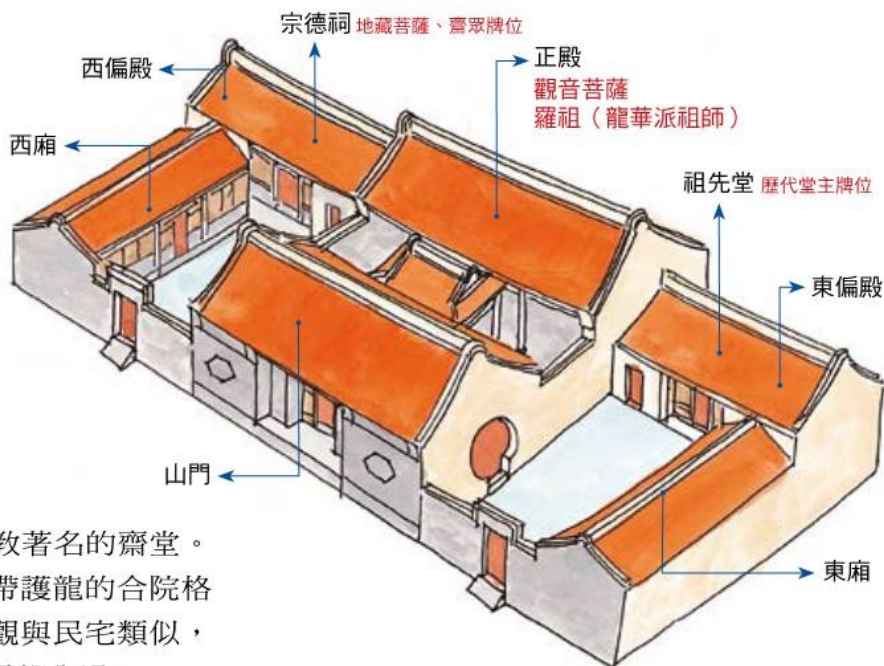 宗德祠 地藏菩薩、齋眾牌位
西偏殿
正殿
觀音菩薩
羅祖（龍華派祖師）
西廂
祖先堂 歷代堂主牌位
東偏殿
山門
東廂
教著名的齋堂。
帶護龍的合院格
觀與民宅類似，